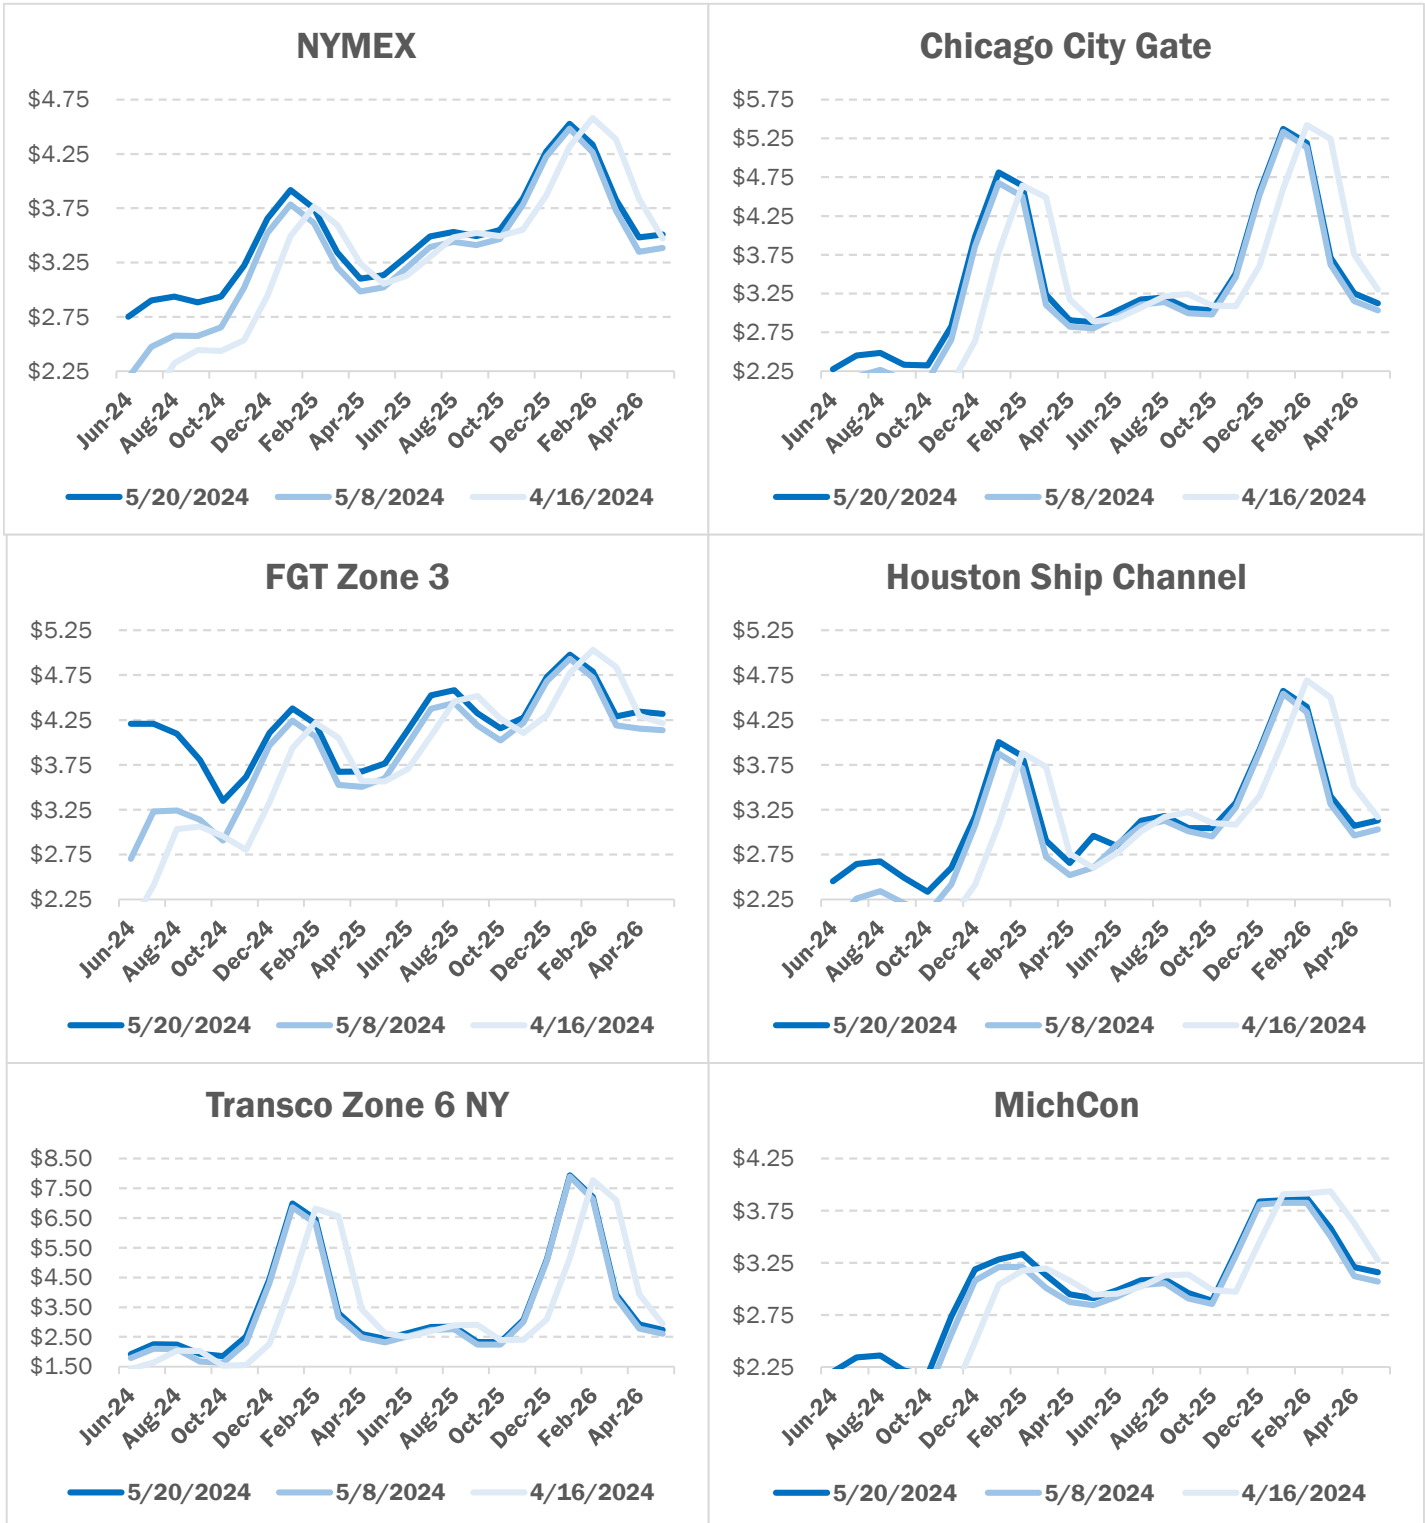 NYMEX
$4.75
$4.25
$3.75
$3.25
$2.75
$2.25
Jun-24 Aug-24 Oct-24 Dec-24 Feb-25 Apr-25 Jun-25 Aug-25 Oct-25 Dec-25 Feb-26 Apr-26
5/20/2024 5/8/2024 4/16/2024
Chicago City Gate
$5.75
$5.25
$4.75
$4.25
$3.75
$3.25
$2.75
$2.25
Jun-24 Aug-24 Oct-24 Dec-24 Feb-25 Apr-25 Jun-25 Aug-25 Oct-25 Dec-25 Feb-26 Apr-26
5/20/2024 5/8/2024 4/16/2024
FGT Zone 3
$5.25
$4.75
$4.25
$3.75
$3.25
$2.75
$2.25
Jun-24 Aug-24 Oct-24 Dec-24 Feb-25 Apr-25 Jun-25 Aug-25 Oct-25 Dec-25 Feb-26 Apr-26
5/20/2024 5/8/2024 4/16/2024
Houston Ship Channel
$5.25
$4.75
$4.25
$3.75
$3.25
$2.75
$2.25
Jun-24 Aug-24 Oct-24 Dec-24 Feb-25 Apr-25 Jun-25 Aug-25 Oct-25 Dec-25 Feb-26 Apr-26
5/20/2024 5/8/2024 4/16/2024
Transco Zone 6 NY
$8.50
$7.50
$6.50
$5.50
$4.50
$3.50
$2.50
$1.50
Jun-24 Aug-24 Oct-24 Dec-24 Feb-25 Apr-25 Jun-25 Aug-25 Oct-25 Dec-25 Feb-26 Apr-26
5/20/2024 5/8/2024 4/16/2024
MichCon
$4.25
$3.75
$3.25
$2.75
$2.25
Jun-24 Aug-24 Oct-24 Dec-24 Feb-25 Apr-25 Jun-25 Aug-25 Oct-25 Dec-25 Feb-26 Apr-26
5/20/2024 5/8/2024 4/16/2024